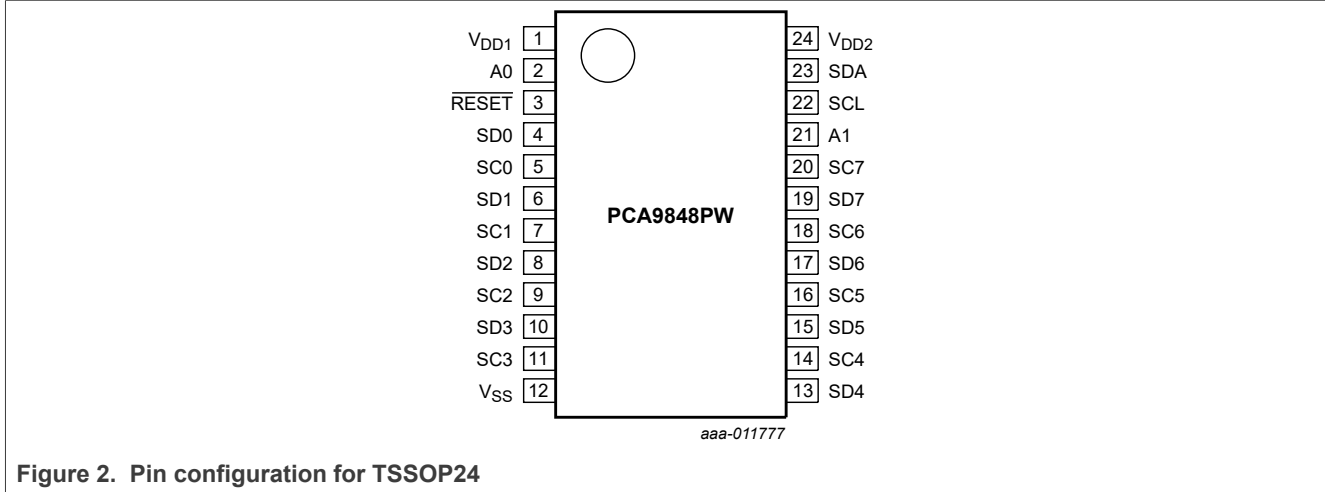 VDD1 1 24 VDD2
A0 2 23 SDA
RESET 3 22 SCL
SD0 4 21 A1
SC0 5 20 SC7
SD1 6 19 SD7
PCA9848PW
SC1 7 18 SC6
SD2 8 17 SD6
SC2 9 16 SC5
SD3 10 15 SD5
SC3 11 14 SC4
VSS 12 13 SD4
aaa-011777
Figure 2. Pin configuration for TSSOP24